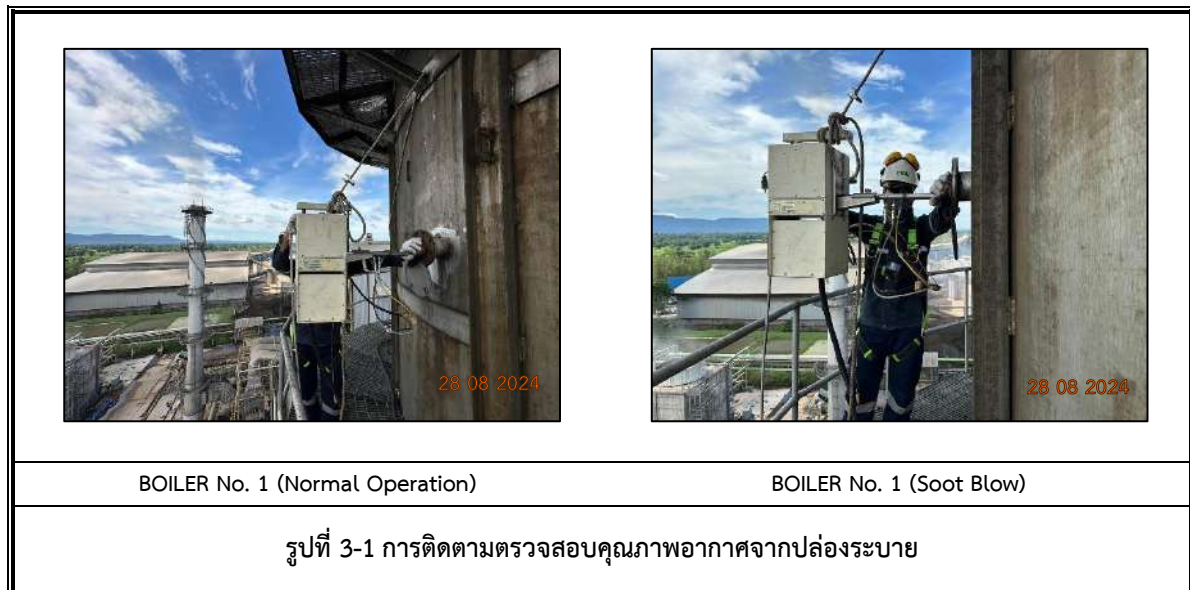 28 08 2024
28 08 2024
BOILER No. 1 (Normal Operation)
BOILER No. 1 (Soot Blow)
รูปที่ 3-1 การติดตามตรวจสอบคุณภาพอากาศจากปล่องระบาย